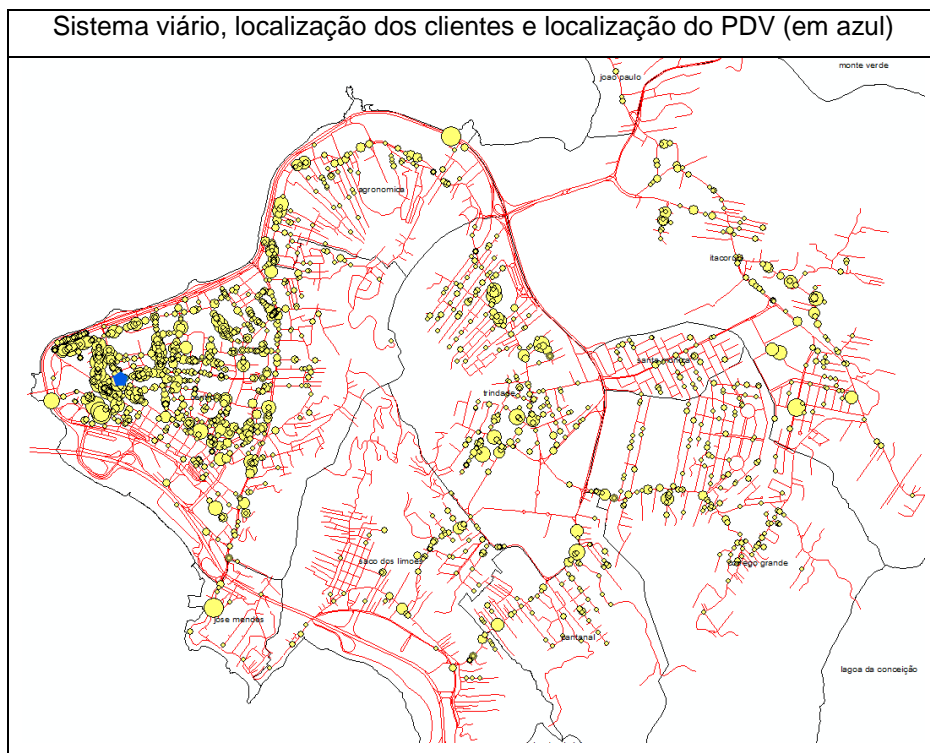 Sistema viário, localização dos clientes e localização do PDV (em azul)
monte verde
joao paulo
agronomica
itacorubi
santa monica
centro
trindade
saco dos limoes
corrego grande
jose mendes
pantanal
lagoa da conceição